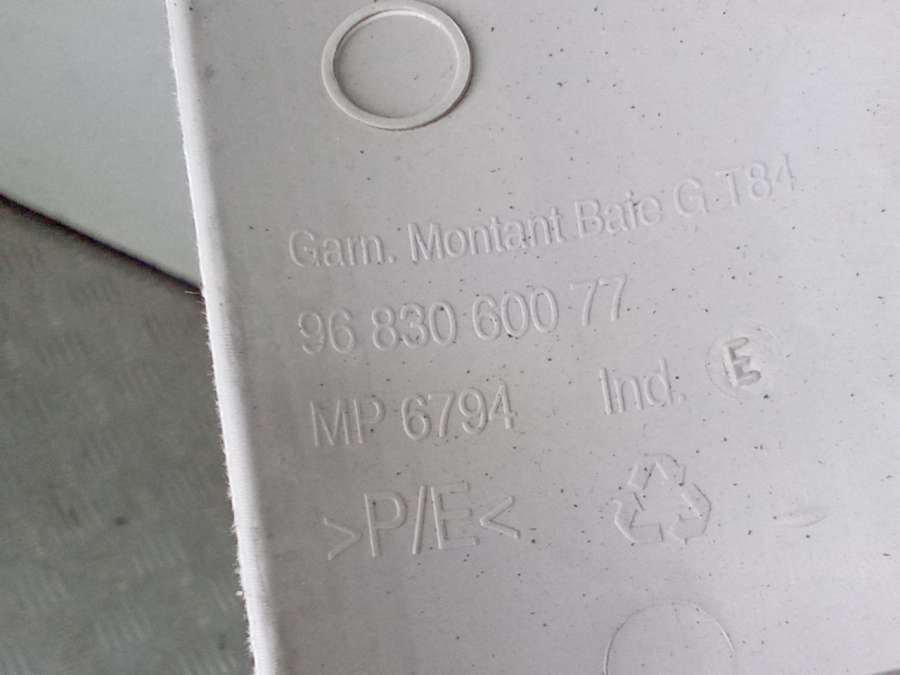 Garn. Montant Baie G T84
96 830 600 77
MP 6794 Ind. E
>P/E<